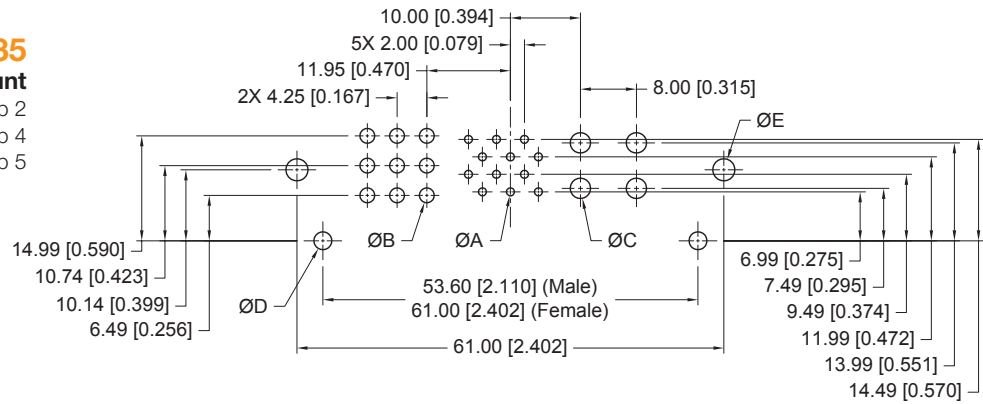 10.00 [0.394]
35
5X 2.00 [0.079]
11.95 [0.470]
2X 4.25 [0.167]
8.00 [0.315]
2
4
5
ØE
ØB
ØA
ØC
14.99 [0.590]
10.74 [0.423]
10.14 [0.399]
6.49 [0.256]
ØD
53.60 [2.110] (Male)
61.00 [2.402] (Female)
61.00 [2.402]
6.99 [0.275]
7.49 [0.295]
9.49 [0.374]
11.99 [0.472]
13.99 [0.551]
14.49 [0.570]